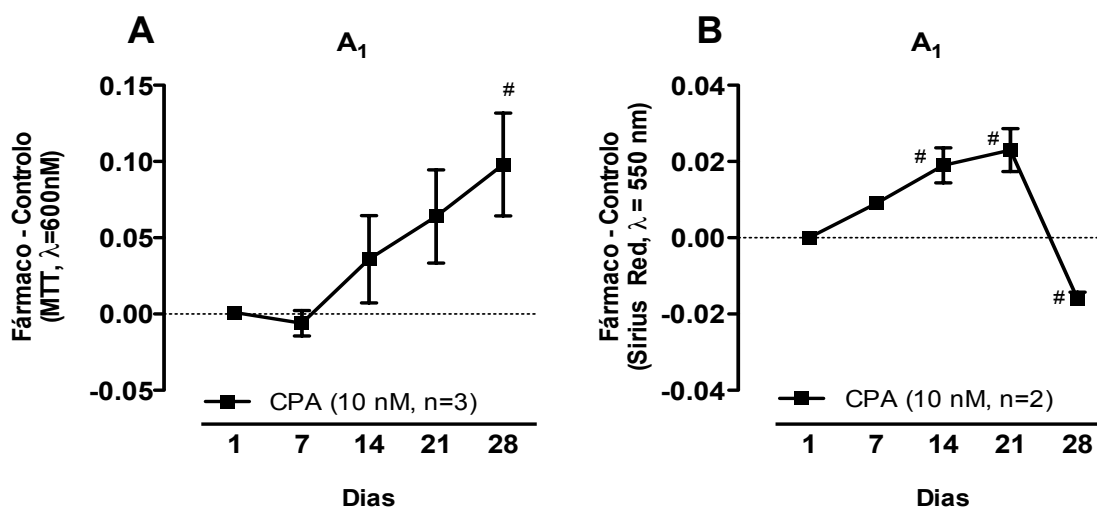 A
A₁
Fármaco - Controlo
(MTT, λ=600nM)
0.15
0.10
0.05
0.00
-0.05
#
CPA (10 nM, n=3)
1 7 14 21 28
Dias
B
A₁
Fármaco - Controlo
(Sirius Red, λ = 550 nm)
0.04
0.02
0.00
-0.02
-0.04
#
#
#
CPA (10 nM, n=2)
1 7 14 21 28
Dias